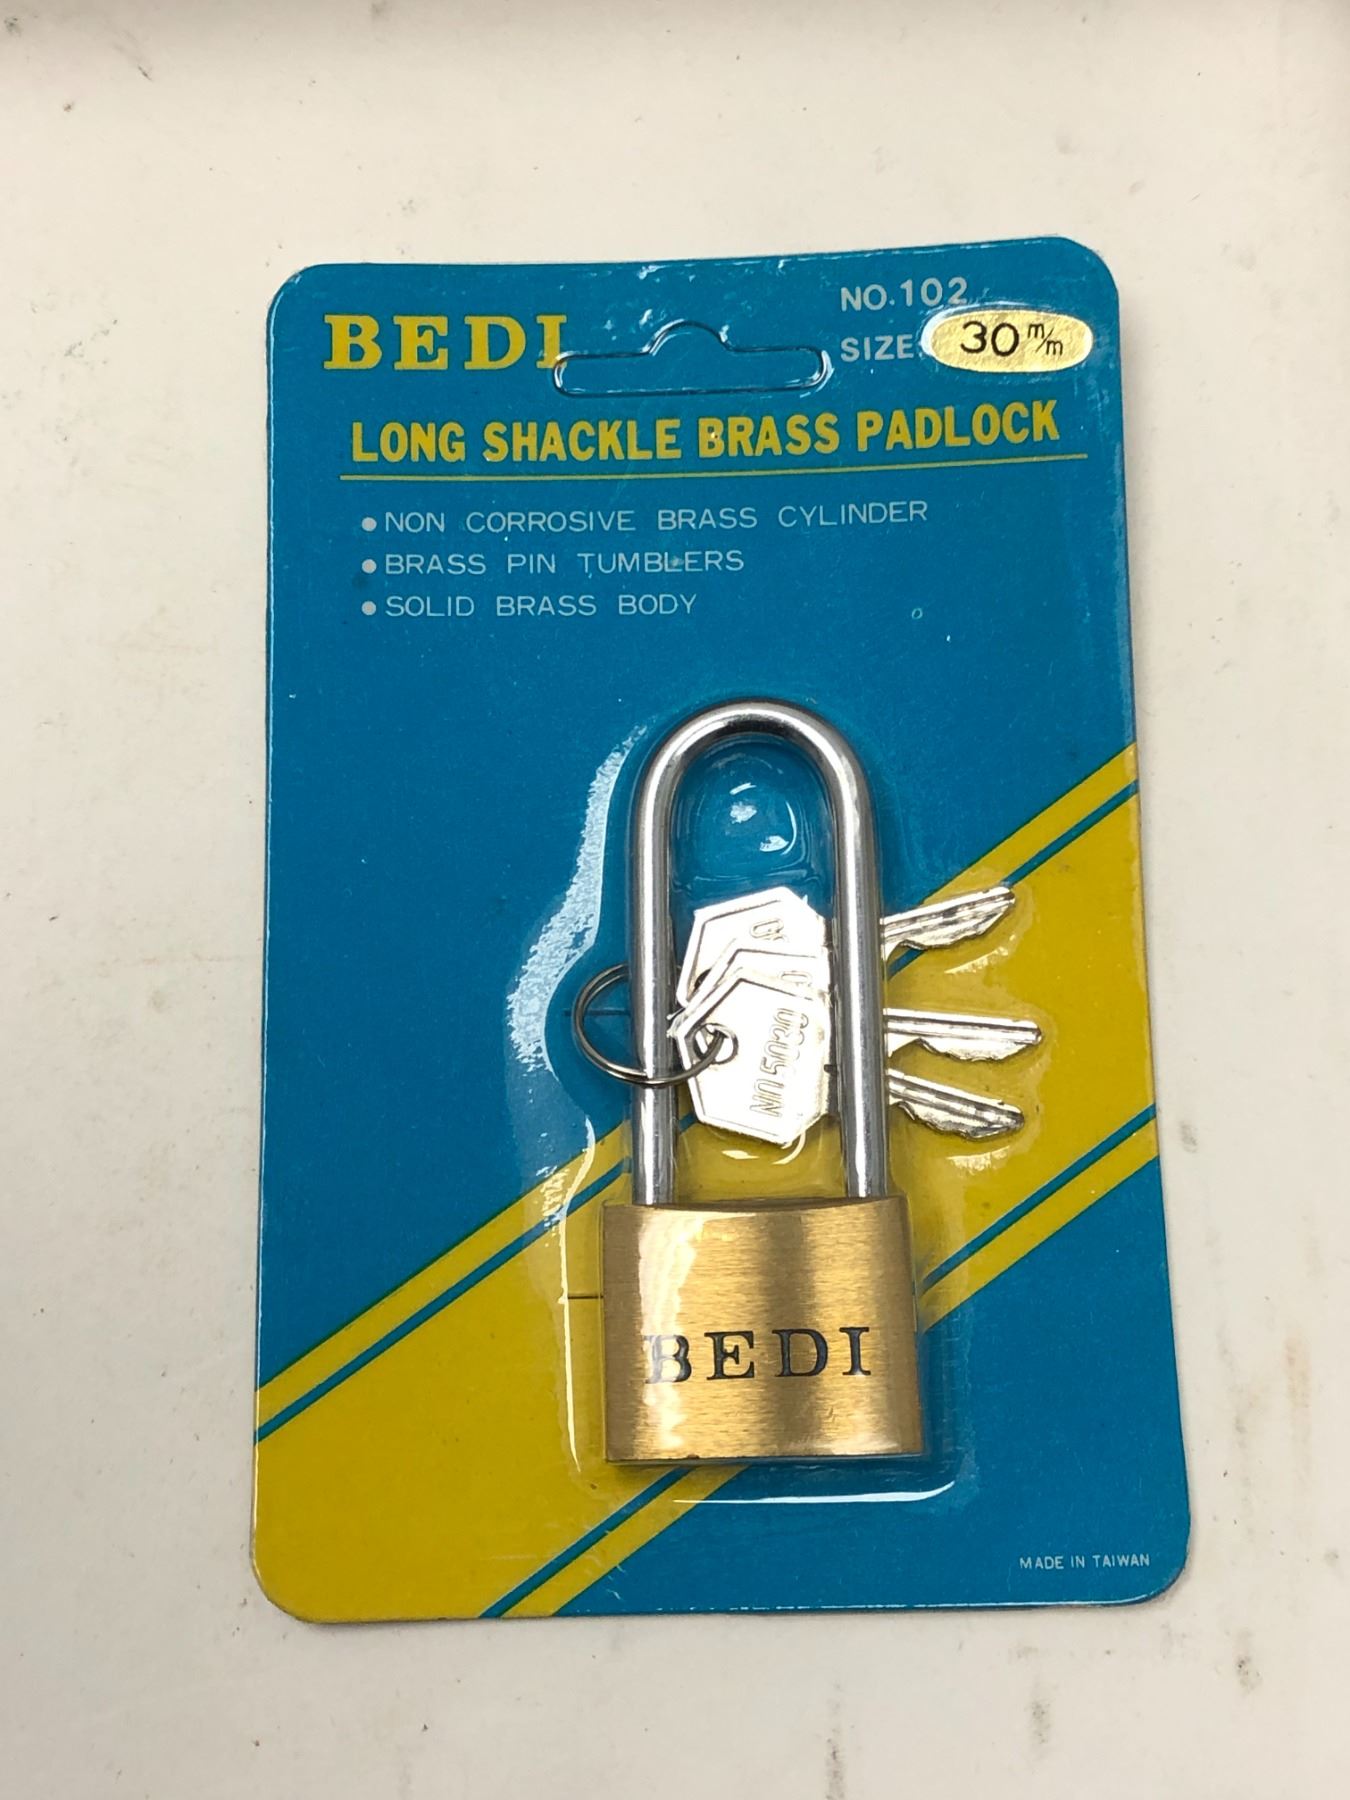 BEDI
NO.102
SIZE 30 m/m
LONG SHACKLE BRASS PADLOCK
• NON CORROSIVE BRASS CYLINDER
• BRASS PIN TUMBLERS
• SOLID BRASS BODY
BEDI
MADE IN TAIWAN